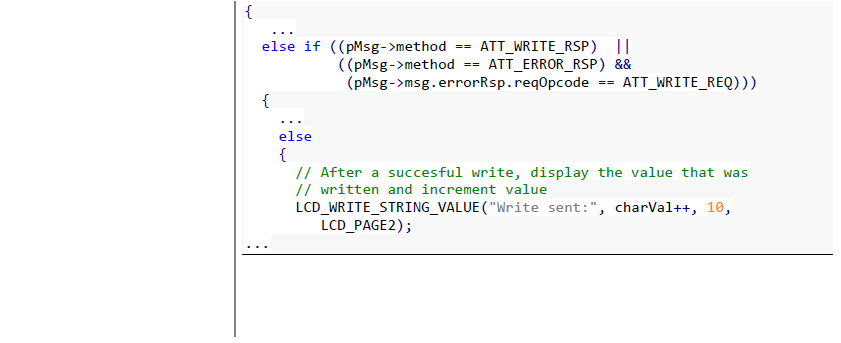 {
...
else if ((pMsg->method == ATT_WRITE_RSP) ||
((pMsg->method == ATT_ERROR_RSP) &&
(pMsg->msg.errorRsp.reqOpcode == ATT_WRITE_REQ)))
{
...
else
{
// After a succesful write, display the value that was
// written and increment value
LCD_WRITE_STRING_VALUE("Write sent:", charVal++, 10,
LCD_PAGE2);
...